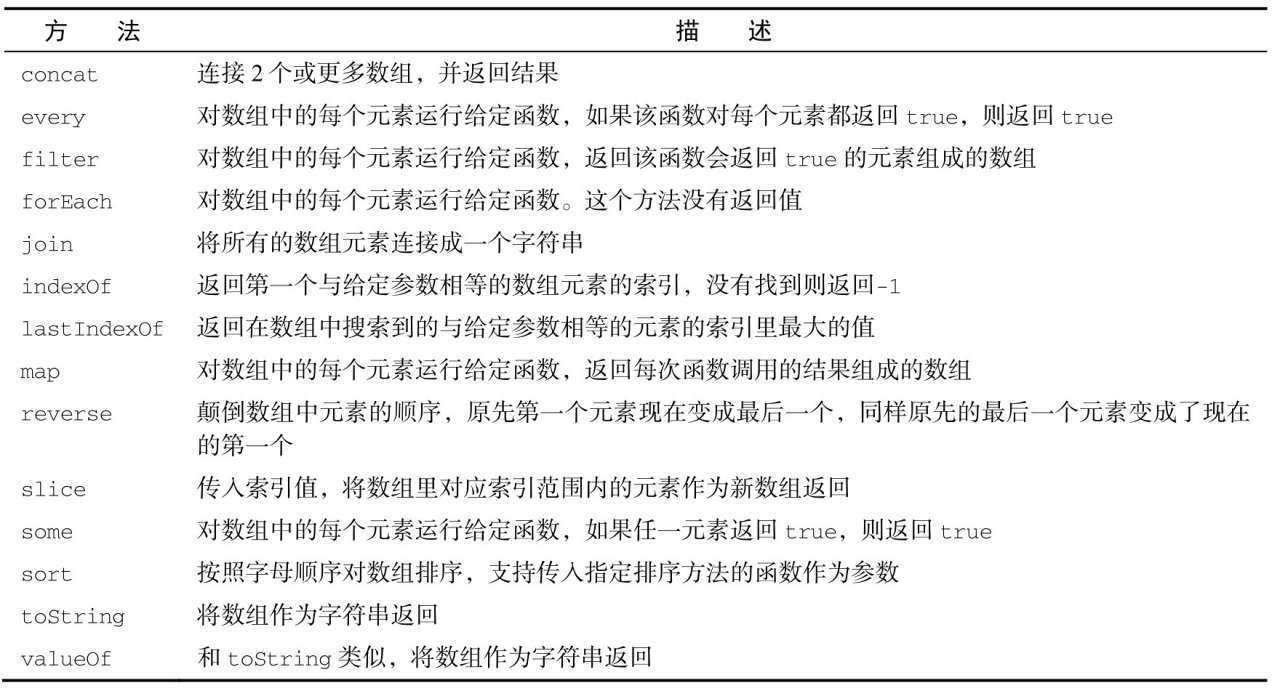 方 法 描 述
concat 连接 2 个或更多数组，并返回结果
every 对数组中的每个元素运行给定函数，如果该函数对每个元素都返回 true，则返回 true
filter 对数组中的每个元素运行给定函数，返回该函数会返回 true 的元素组成的数组
forEach 对数组中的每个元素运行给定函数。这个方法没有返回值
join 将所有的数组元素连接成一个字符串
indexOf 返回第一个与给定参数相等的数组元素的索引，没有找到则返回-1
lastIndexOf 返回在数组中搜索到的与给定参数相等的元素的索引里最大的值
map 对数组中的每个元素运行给定函数，返回每次函数调用的结果组成的数组
reverse 颠倒数组中元素的顺序，原先第一个元素现在变成最后一个，同样原先的最后一个元素变成了现在
的第一个
slice 传入索引值，将数组里对应索引范围内的元素作为新数组返回
some 对数组中的每个元素运行给定函数，如果任一元素返回 true，则返回 true
sort 按照字母顺序对数组排序，支持传入指定排序方法的函数作为参数
toString 将数组作为字符串返回
valueOf 和 toString 类似，将数组作为字符串返回